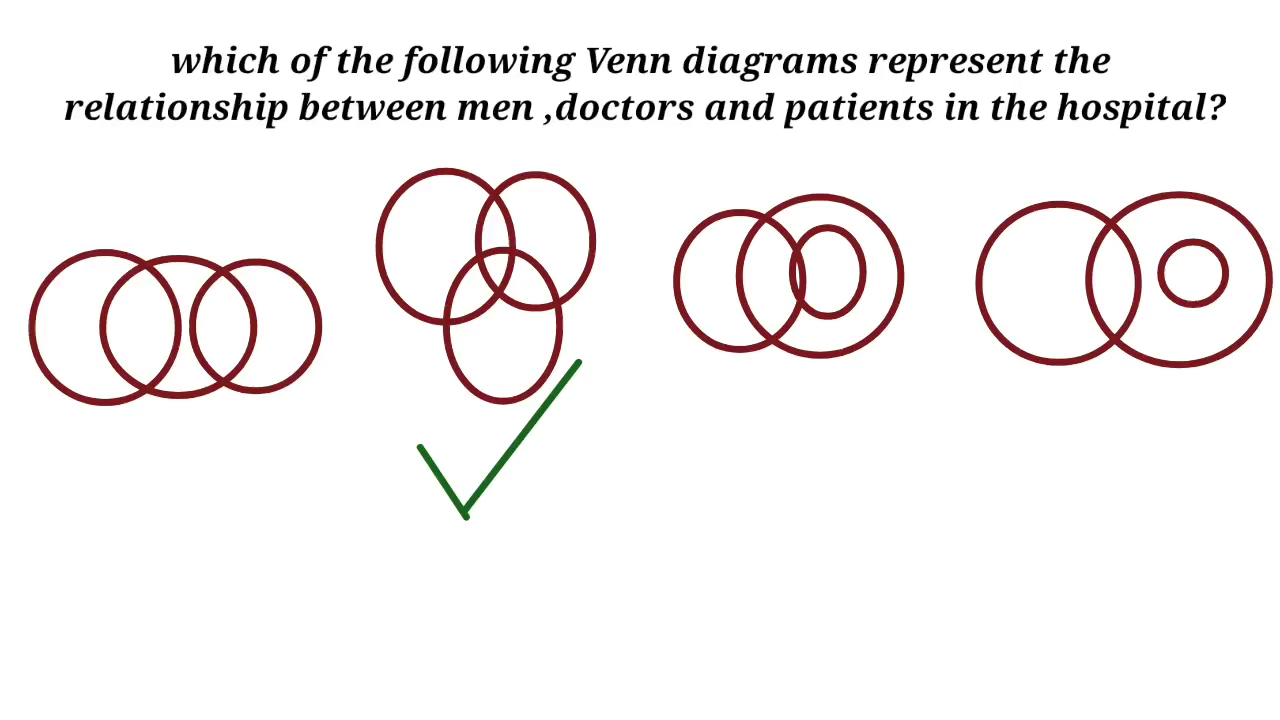 which of the following Venn diagrams represent the
relationship between men ,doctors and patients in the hospital?